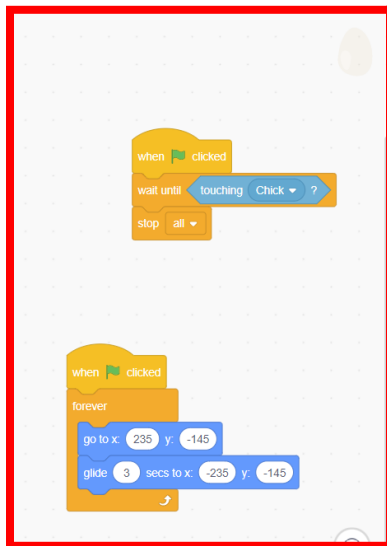 when clicked
wait until touching Chick ?
stop all
when clicked
forever
go to x: 235 y: -145
glide 3 secs to x: -235 y: -145